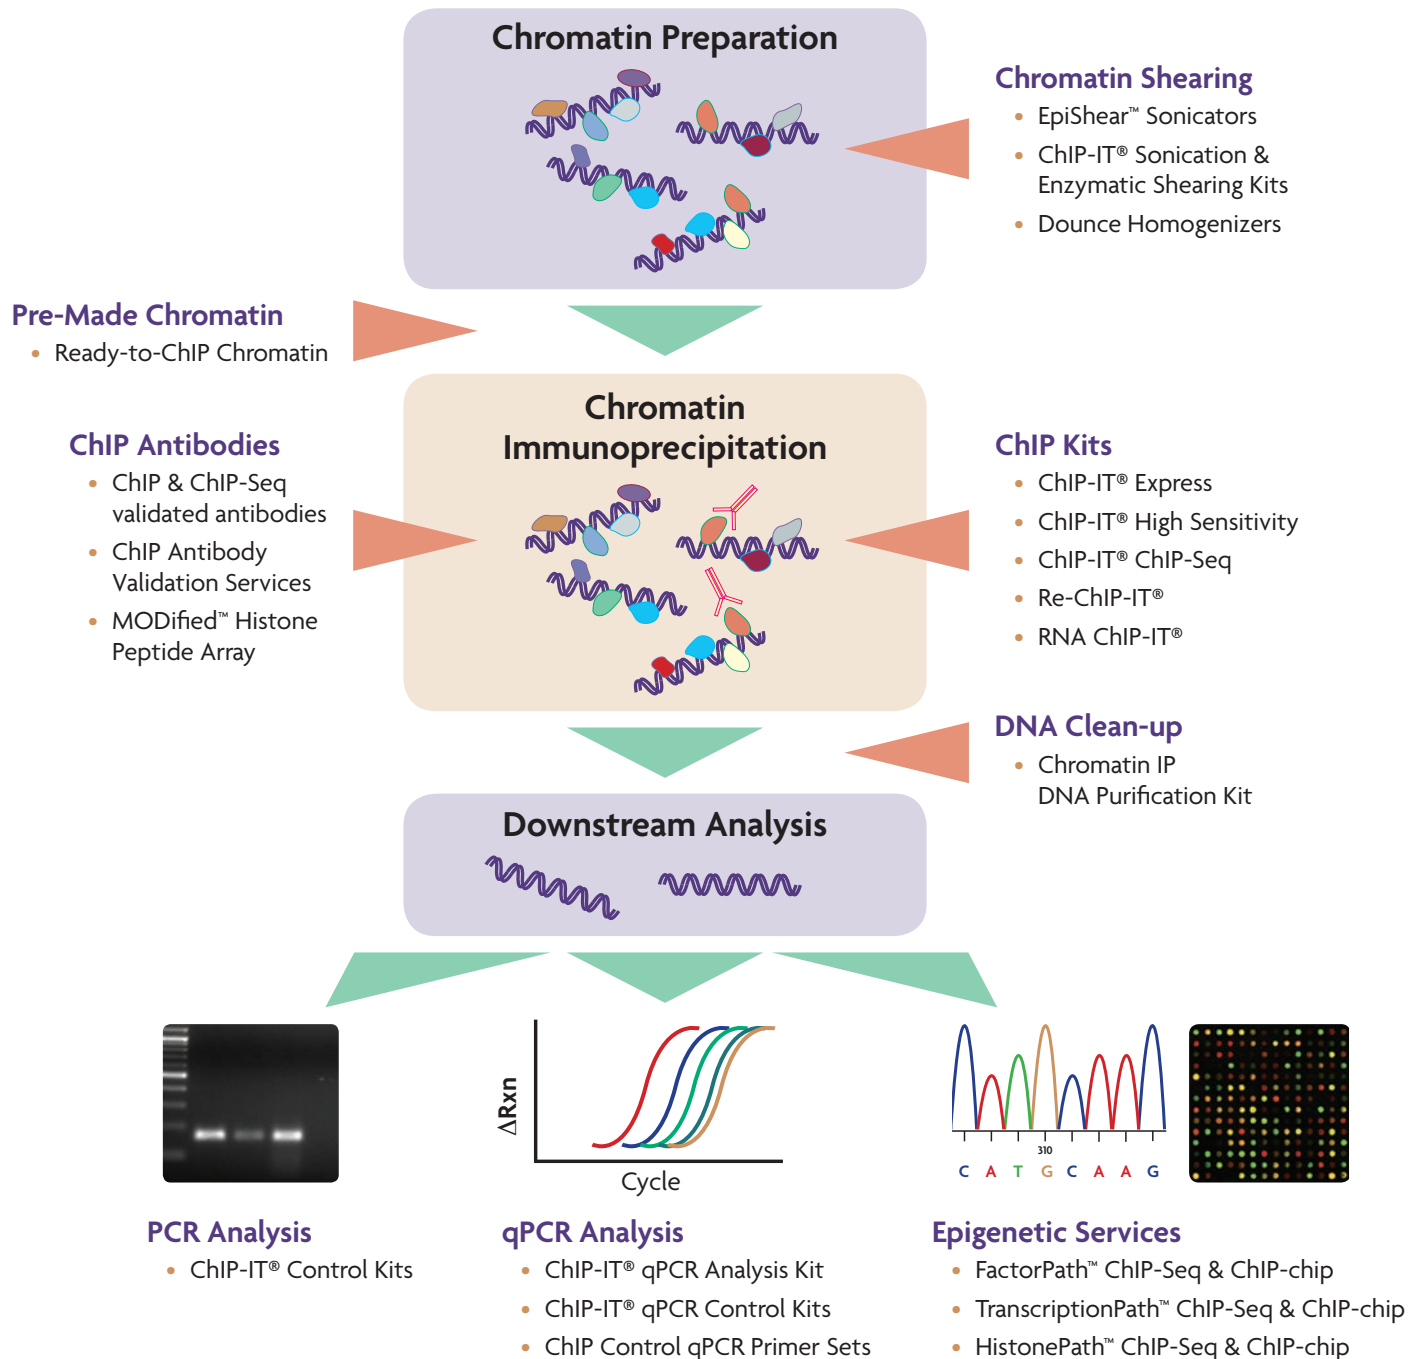 Chromatin Preparation
Chromatin Shearing
• EpiShear™ Sonicators
• ChIP-IT® Sonication &
Enzymatic Shearing Kits
• Dounce Homogenizers
Pre-Made Chromatin
• Ready-to-ChIP Chromatin
Chromatin
Immunoprecipitation
ChIP Antibodies
• ChIP & ChIP-Seq
validated antibodies
• ChIP Antibody
Validation Services
• MODified™ Histone
Peptide Array
ChIP Kits
• ChIP-IT® Express
• ChIP-IT® High Sensitivity
• ChIP-IT® ChIP-Seq
• Re-ChIP-IT®
• RNA ChIP-IT®
DNA Clean-up
• Chromatin IP
DNA Purification Kit
Downstream Analysis
ΔRxn
Cycle
310
C A T G C A A G
PCR Analysis
• ChIP-IT® Control Kits
qPCR Analysis
• ChIP-IT® qPCR Analysis Kit
• ChIP-IT® qPCR Control Kits
• ChIP Control qPCR Primer Sets
Epigenetic Services
• FactorPath™ ChIP-Seq & ChIP-chip
• TranscriptionPath™ ChIP-Seq & ChIP-chip
• HistonePath™ ChIP-Seq & ChIP-chip